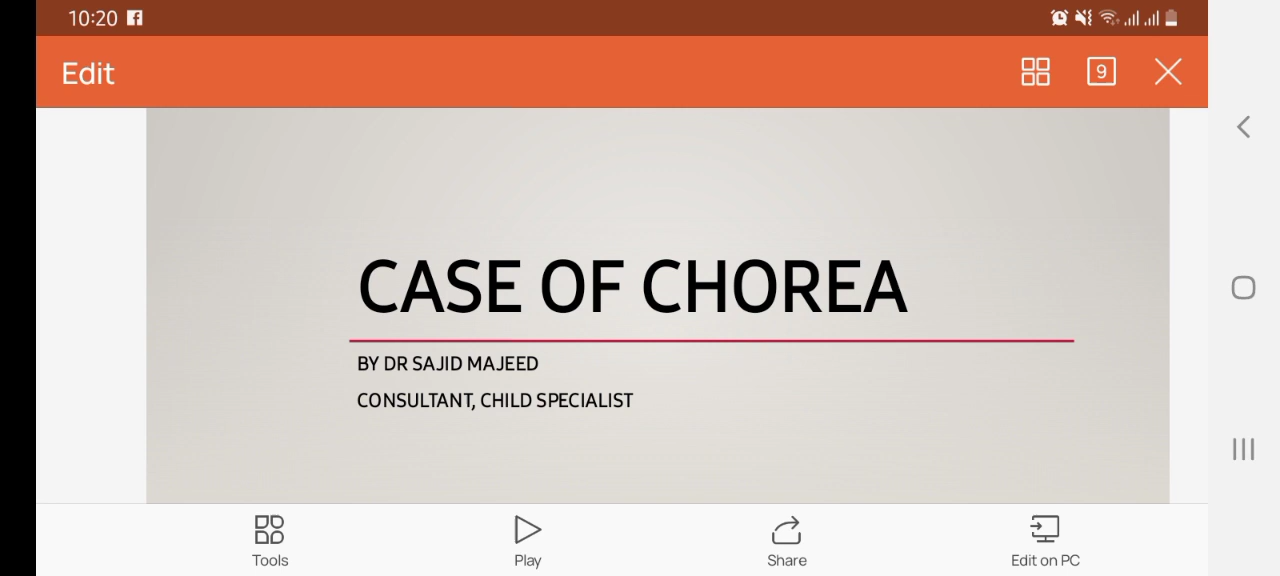 10:20
Edit
9
CASE OF CHOREA
BY DR SAJID MAJEED
CONSULTANT, CHILD SPECIALIST
Tools
Play
Share
Edit on PC